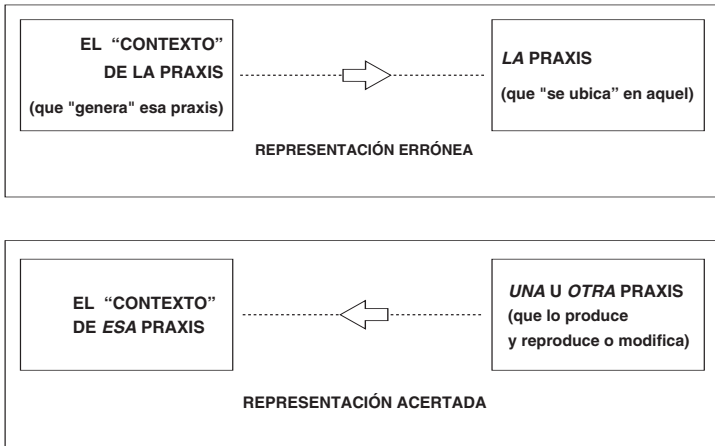 EL “CONTEXTO”
DE LA PRAXIS
(que "genera" esa praxis)
LA PRAXIS
(que "se ubica” en aquel)
REPRESENTACIÓN ERRÓNEA
EL “CONTEXTO”
DE ESA PRAXIS
UNA U OTRA PRAXIS
(que lo produce
y reproduce o modifica)
REPRESENTACIÓN ACERTADA